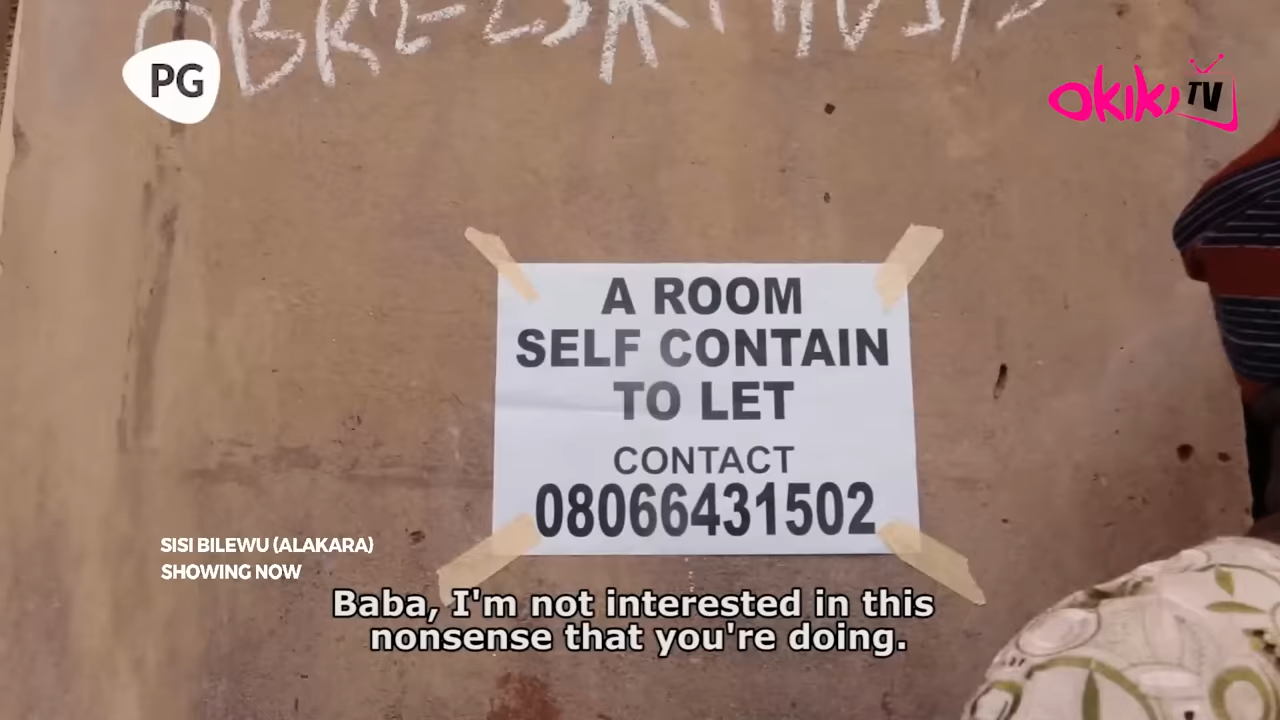 PG
OKIKI TV
A ROOM
SELF CONTAIN
TO LET
CONTACT
08066431502
SISI BILEWU (ALAKARA)
SHOWING NOW
Baba, I'm not interested in this
nonsense that you're doing.